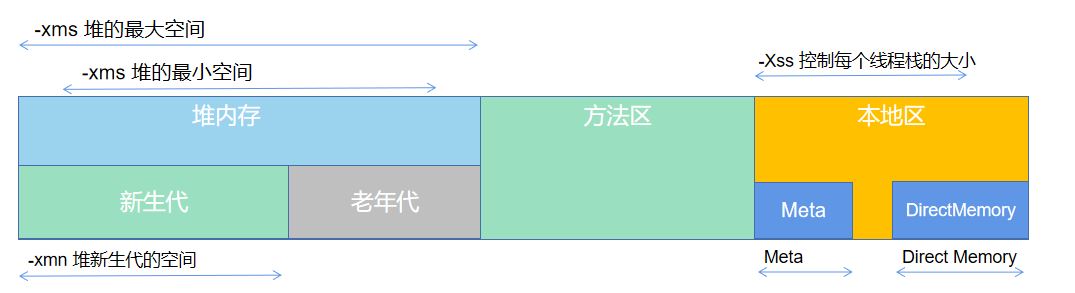 -xms 堆的最大空间
-xms 堆的最小空间
-Xss 控制每个线程栈的大小
堆内存
方法区
本地区
新生代
老年代
Meta
DirectMemory
-xmn 堆新生代的空间
Meta
Direct Memory